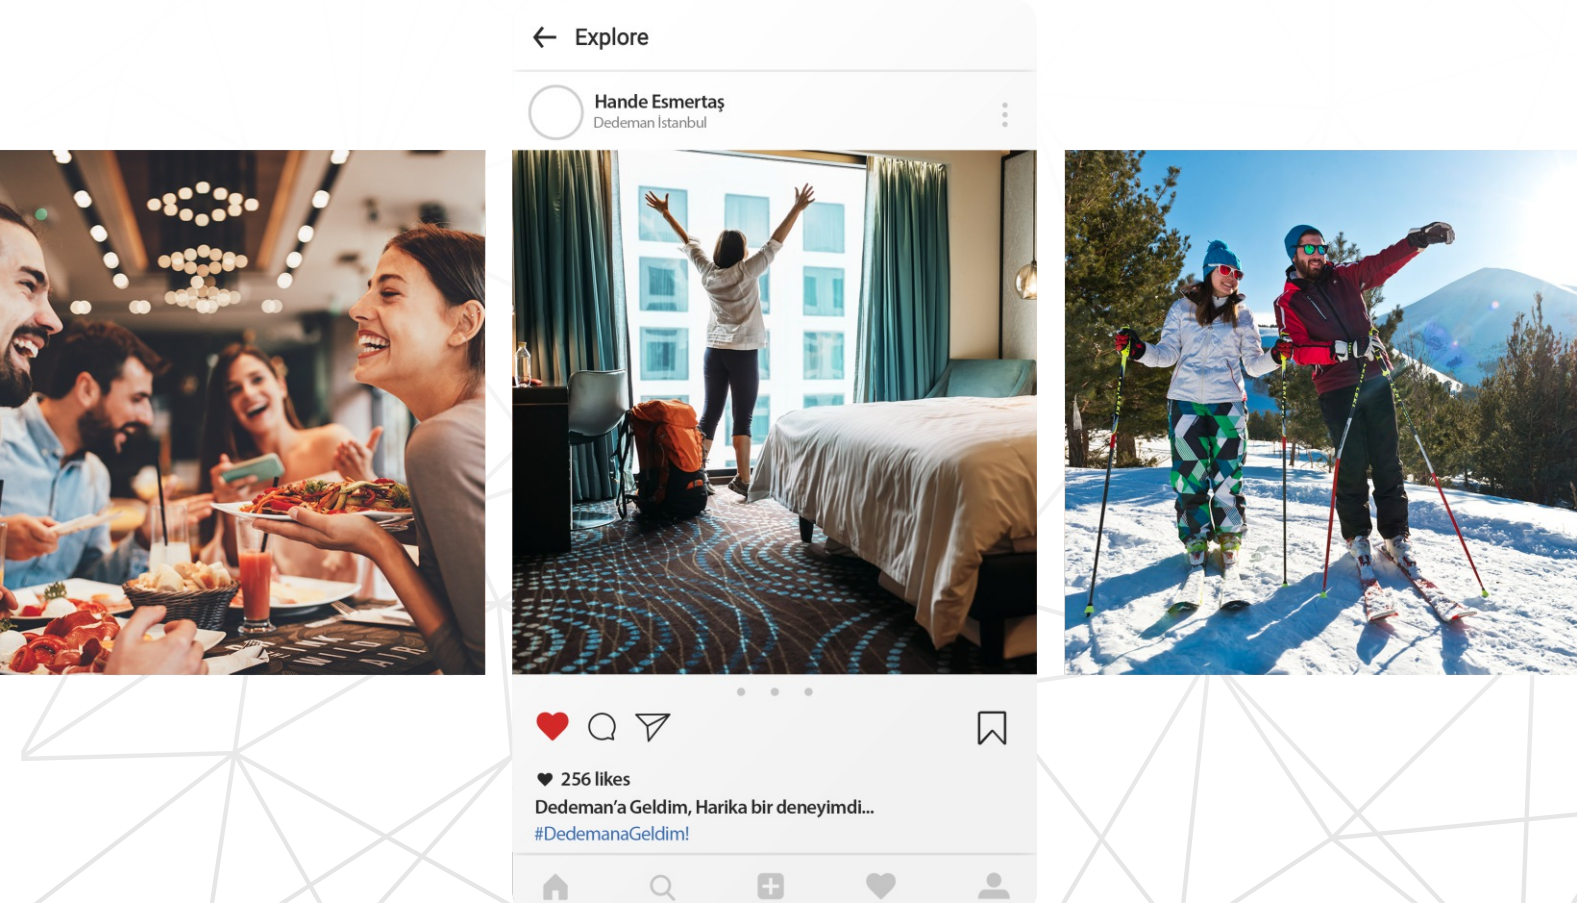 Explore
Hande Esmertaş
Dedeman İstanbul
256 likes
Dedeman’a Geldim, Harika bir deneyimdi...
#DedemanaGeldim!